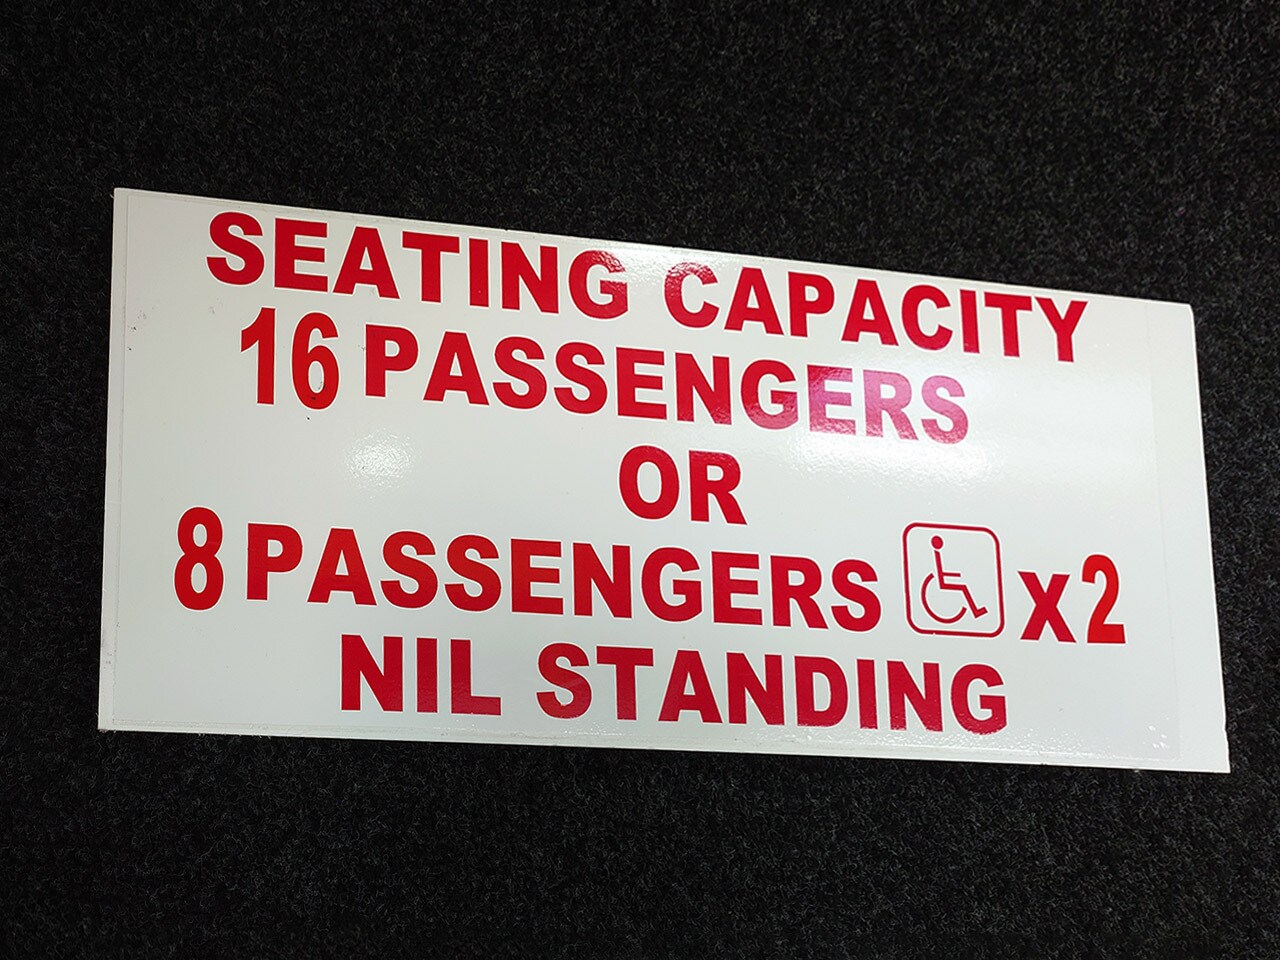 SEATING CAPACITY
16 PASSENGERS
OR
8 PASSENGERS x2
NIL STANDING